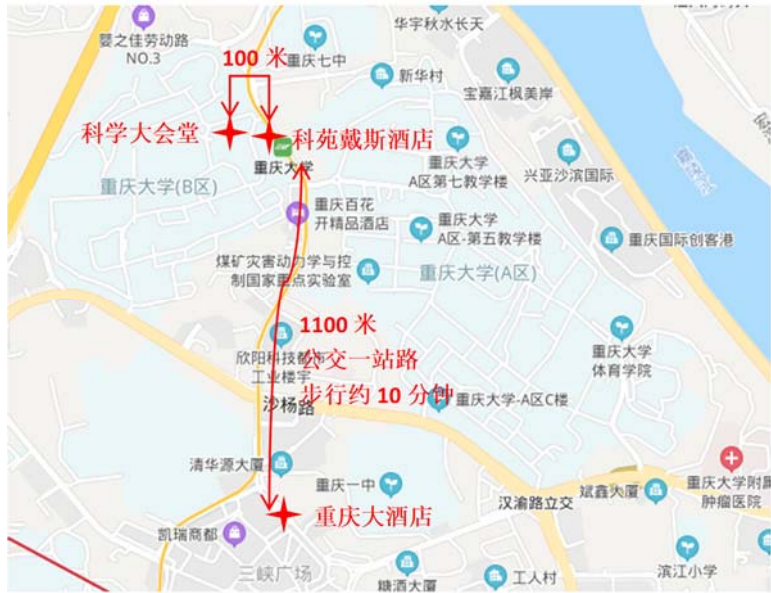 华宇秋水长天
婴之佳劳动路
NO.3
100 米
重庆七中
新华村
宝嘉江枫美岸
科学大会堂
科苑戴斯酒店
重庆大学
重庆大学
A区第七教学楼
兴亚沙滨国际
重庆大学(B区)
重庆百花
开精品酒店
重庆大学
A区-第五教学楼
重庆国际创客港
煤矿灾害动力学与控
制国家重点实验室
重庆大学(A区)
1100 米
公交一站路
步行约 10 分钟
欣阳科技都市
工业楼宇
重庆大学
体育学院
沙杨路
重庆大学-A区C楼
清华源大厦
重庆一中
斌鑫大厦
重庆大学附属
肿瘤医院
汉渝路立交
重庆大酒店
凯瑞商都
三峡广场
糖酒大厦
工人村
滨江小学